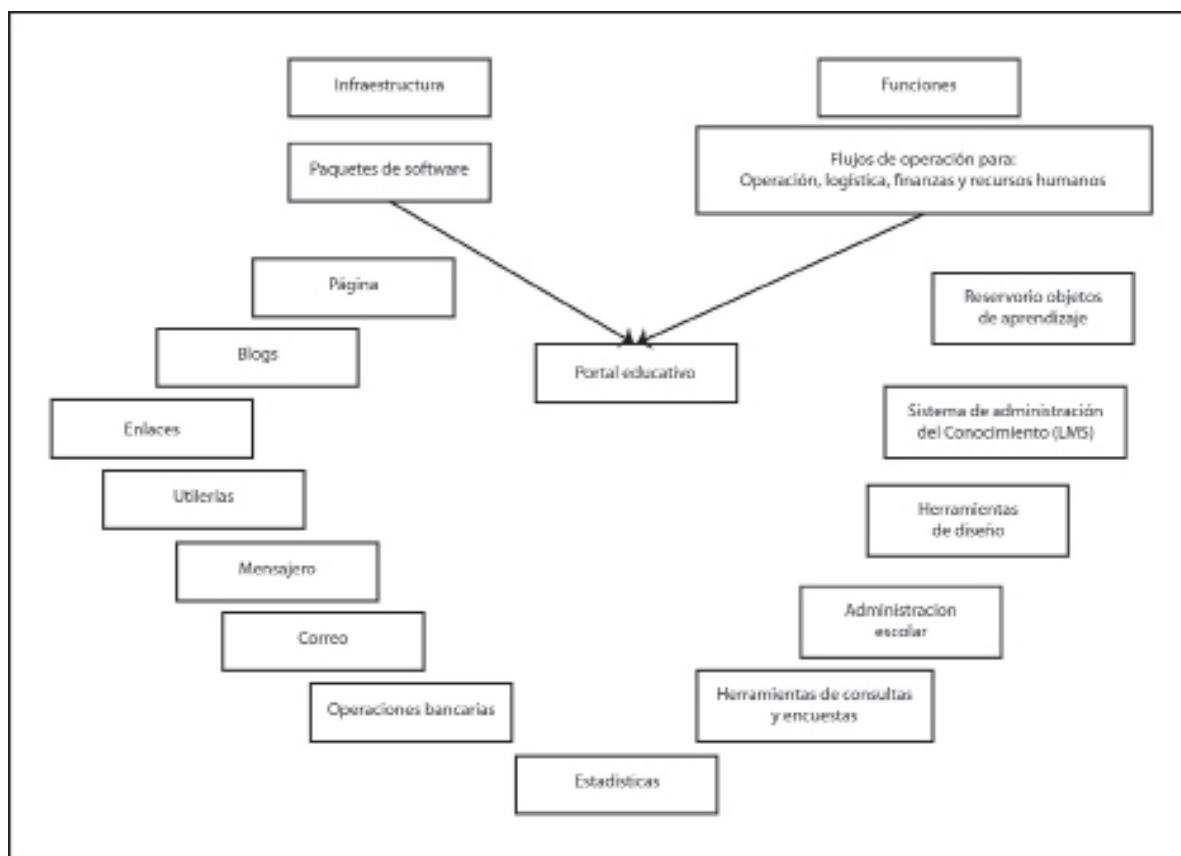 Infraestructura
Funciones
Paquetes de software
Flujos de operación para:
Operación, logística, finanzas y recursos humanos
Página
Reservorio objetos
de aprendizaje
Blogs
Portal educativo
Enlaces
Sistema de administración
del Conocimiento (LMS)
Utilerías
Herramientas
de diseño
Mensajero
Administracion
escolar
Correo
Operaciones bancarias
Herramientas de consultas
y encuestas
Estadísticas